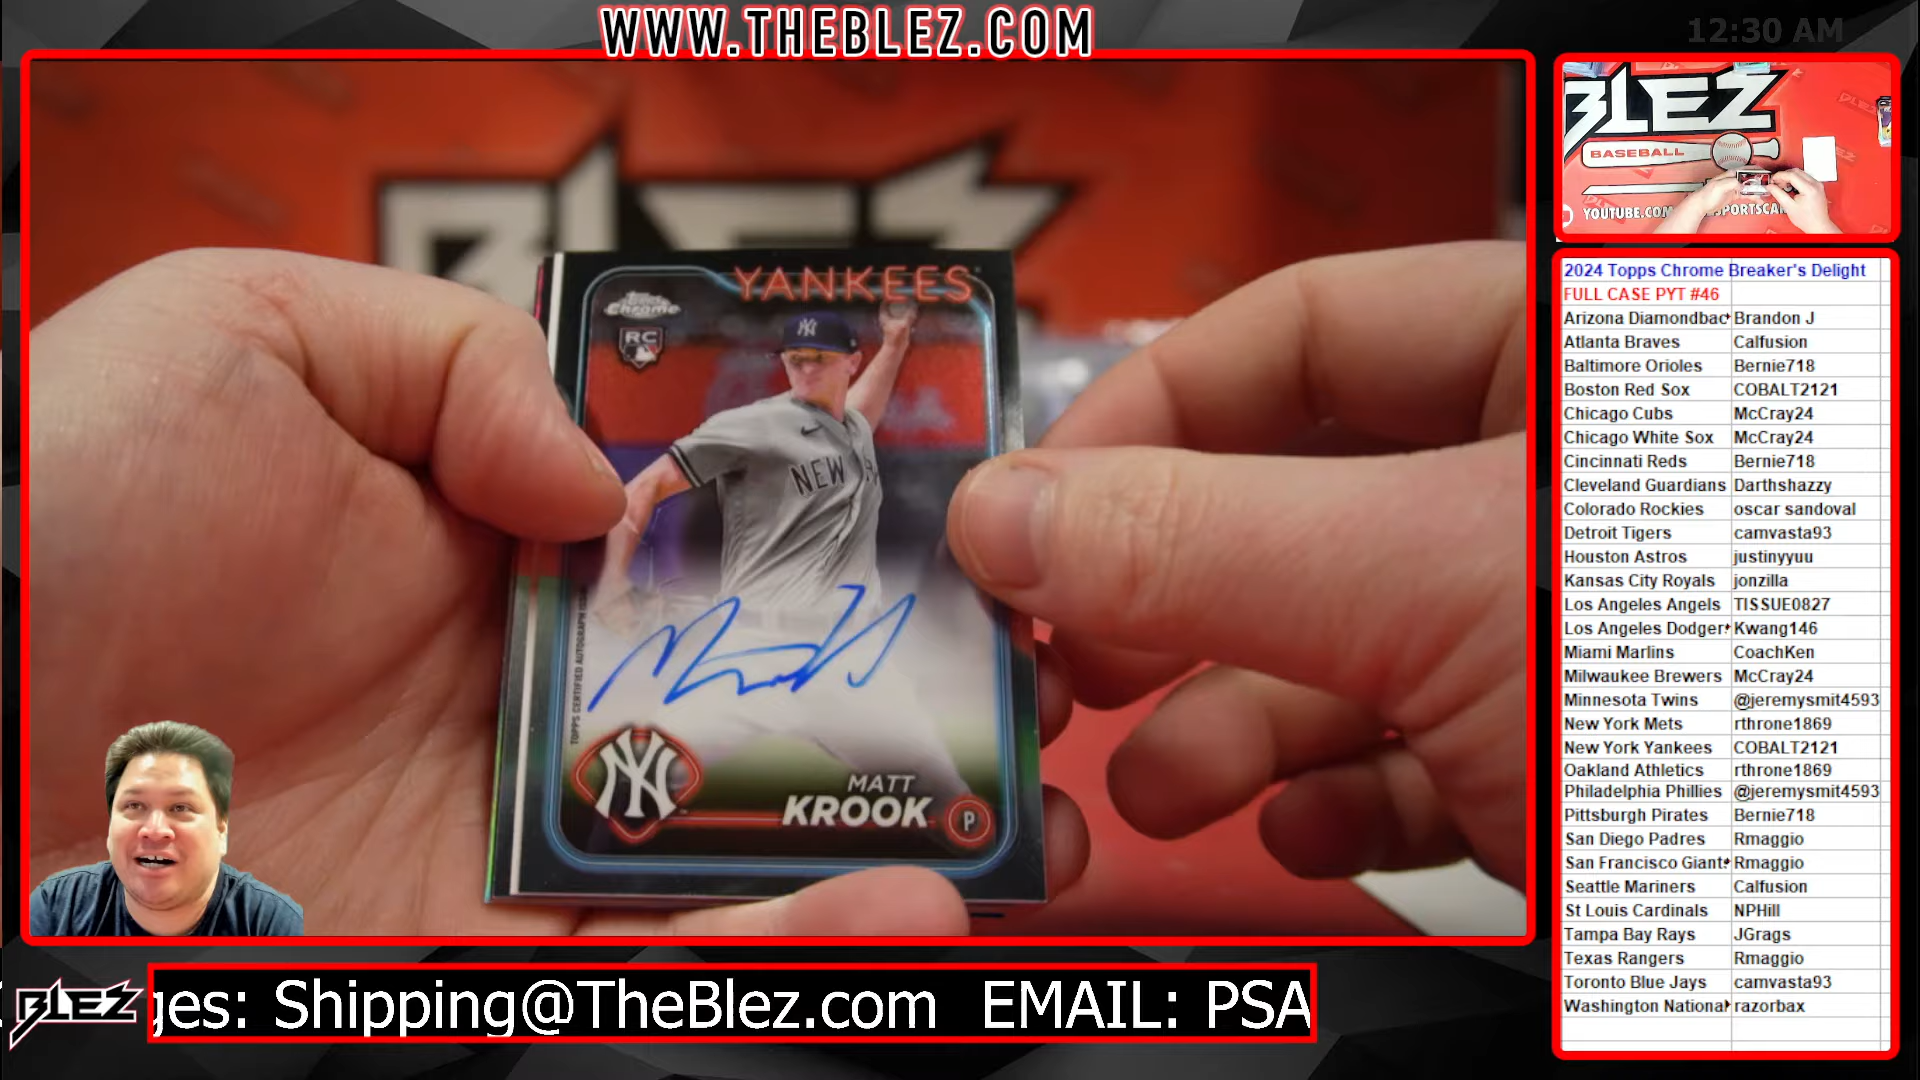 WWW.THEBLEZ.COM
12:30 AM
BLEZ
YANKEES
Topps Chrome
RC
NEW
TOPPS CERTIFIED AUTOGRAPH ISSUE
NY
MATT
KROOK
P
BLEZ
BASEBALL
YOUTUBE.COM
2024 Topps Chrome Breaker's Delight
FULL CASE PYT #46
Arizona Diamondbac Brandon J
Atlanta Braves Calfusion
Baltimore Orioles Bernie718
Boston Red Sox COBALT2121
Chicago Cubs McCray24
Chicago White Sox McCray24
Cincinnati Reds Bernie718
Cleveland Guardians Darthshazzy
Colorado Rockies oscar sandoval
Detroit Tigers camvasta93
Houston Astros justinyyuu
Kansas City Royals jonzilla
Los Angeles Angels TISSUE0827
Los Angeles Dodger Kwang146
Miami Marlins CoachKen
Milwaukee Brewers McCray24
Minnesota Twins @jeremysmit4593
New York Mets rthrone1869
New York Yankees COBALT2121
Oakland Athletics rthrone1869
Philadelphia Phillies @jeremysmit4593
Pittsburgh Pirates Bernie718
San Diego Padres Rmaggio
San Francisco Giant Rmaggio
Seattle Mariners Calfusion
St Louis Cardinals NPHill
Tampa Bay Rays JGrags
Texas Rangers Rmaggio
Toronto Blue Jays camvasta93
Washington National razorbax
BLEZ
ges: Shipping@TheBlez.com EMAIL: PSA